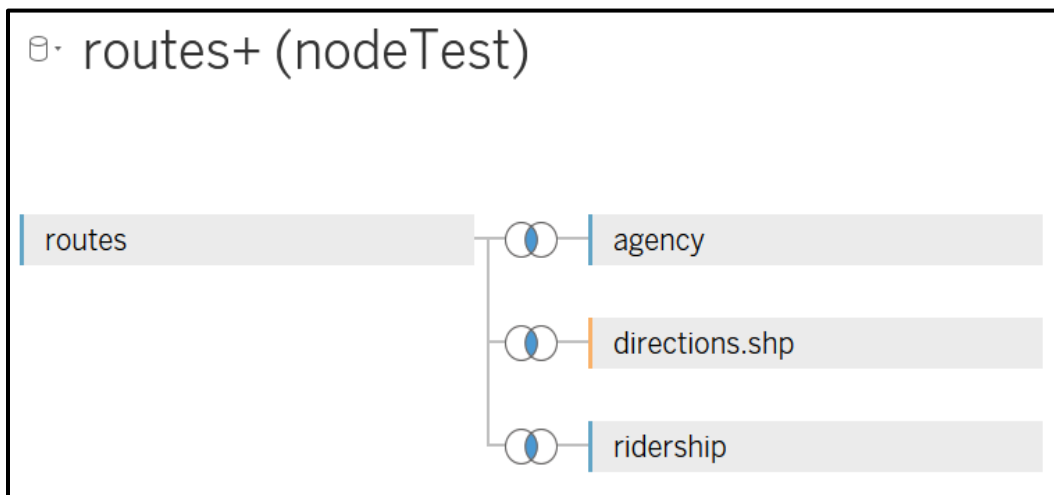 routes+ (nodeTest)
routes
agency
directions.shp
ridership